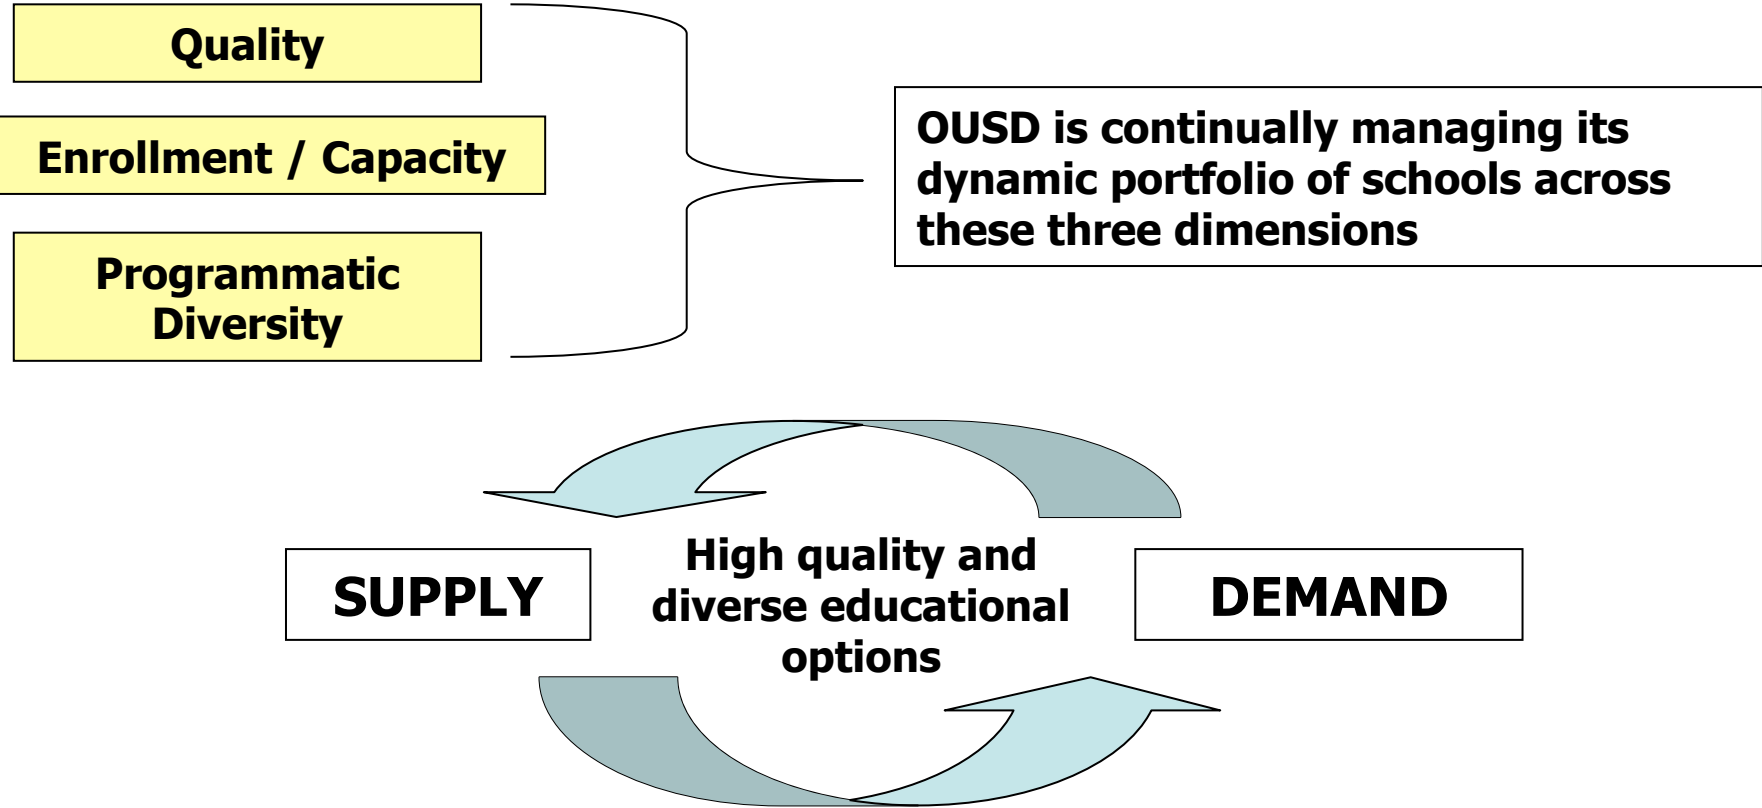 Quality
Enrollment / Capacity
Programmatic
Diversity
OUSD is continually managing its
dynamic portfolio of schools across
these three dimensions
SUPPLY
High quality and
diverse educational
options
DEMAND